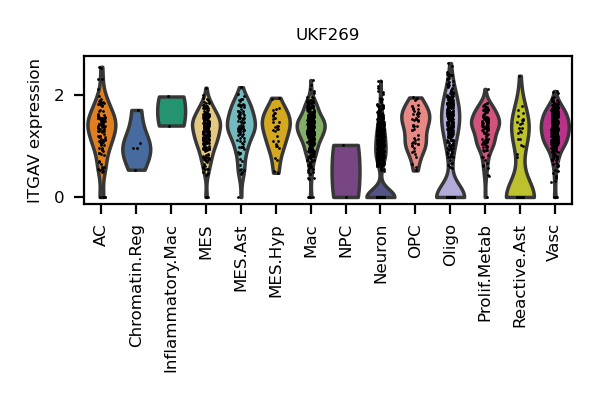 UKF269
ITGAV expression
2
0
AC
Chromatin.Reg
Inflammatory.Mac
MES
MES.Ast
MES.Hyp
Mac
NPC
Neuron
OPC
Oligo
Prolif.Metab
Reactive.Ast
Vasc